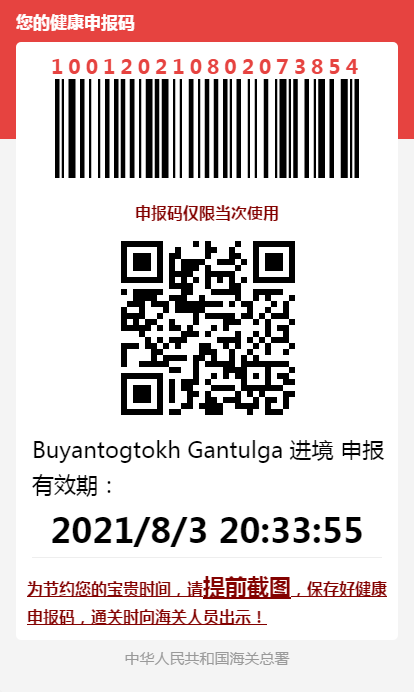 您的健康申报码
100120210802073854
申报码仅限当次使用
Buyantogtokh Gantulga 进境 申报
有效期：
2021/8/3 20:33:55
为节约您的宝贵时间，请提前截图，保存好健康
申报码，通关时向海关人员出示！
中华人民共和国海关总署